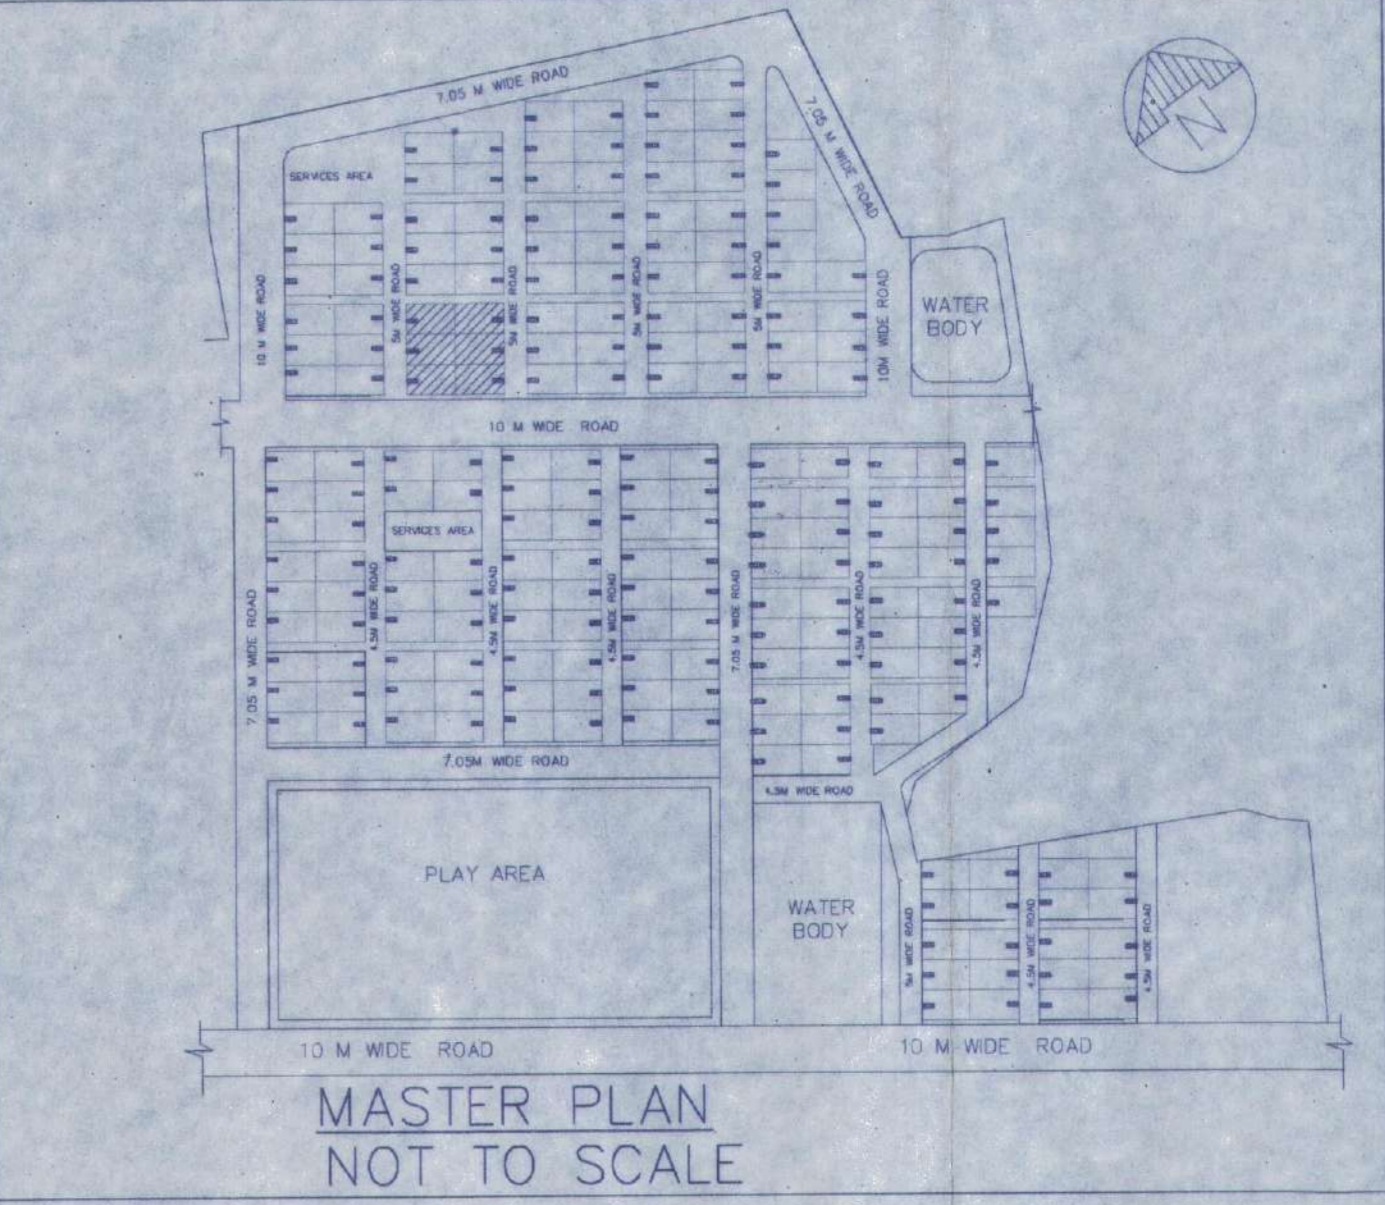 7.05 M WIDE ROAD
7.05 M WIDE ROAD
N
SERVICES AREA
10 M WIDE ROAD
5M WIDE ROAD
5M WIDE ROAD
5M WIDE ROAD
5M WIDE ROAD
10M WIDE ROAD
WATER
BODY
10 M WIDE ROAD
SERVICES AREA
7.05 M WIDE ROAD
4.5M WIDE ROAD
4.5M WIDE ROAD
4.5M WIDE ROAD
7.05 M WIDE ROAD
4.5M WIDE ROAD
4.5M WIDE ROAD
7.05M WIDE ROAD
4.5M WIDE ROAD
PLAY AREA
WATER
BODY
5M WIDE ROAD
4.5M WIDE ROAD
4.5M WIDE ROAD
10 M WIDE ROAD
10 M WIDE ROAD
MASTER PLAN
NOT TO SCALE